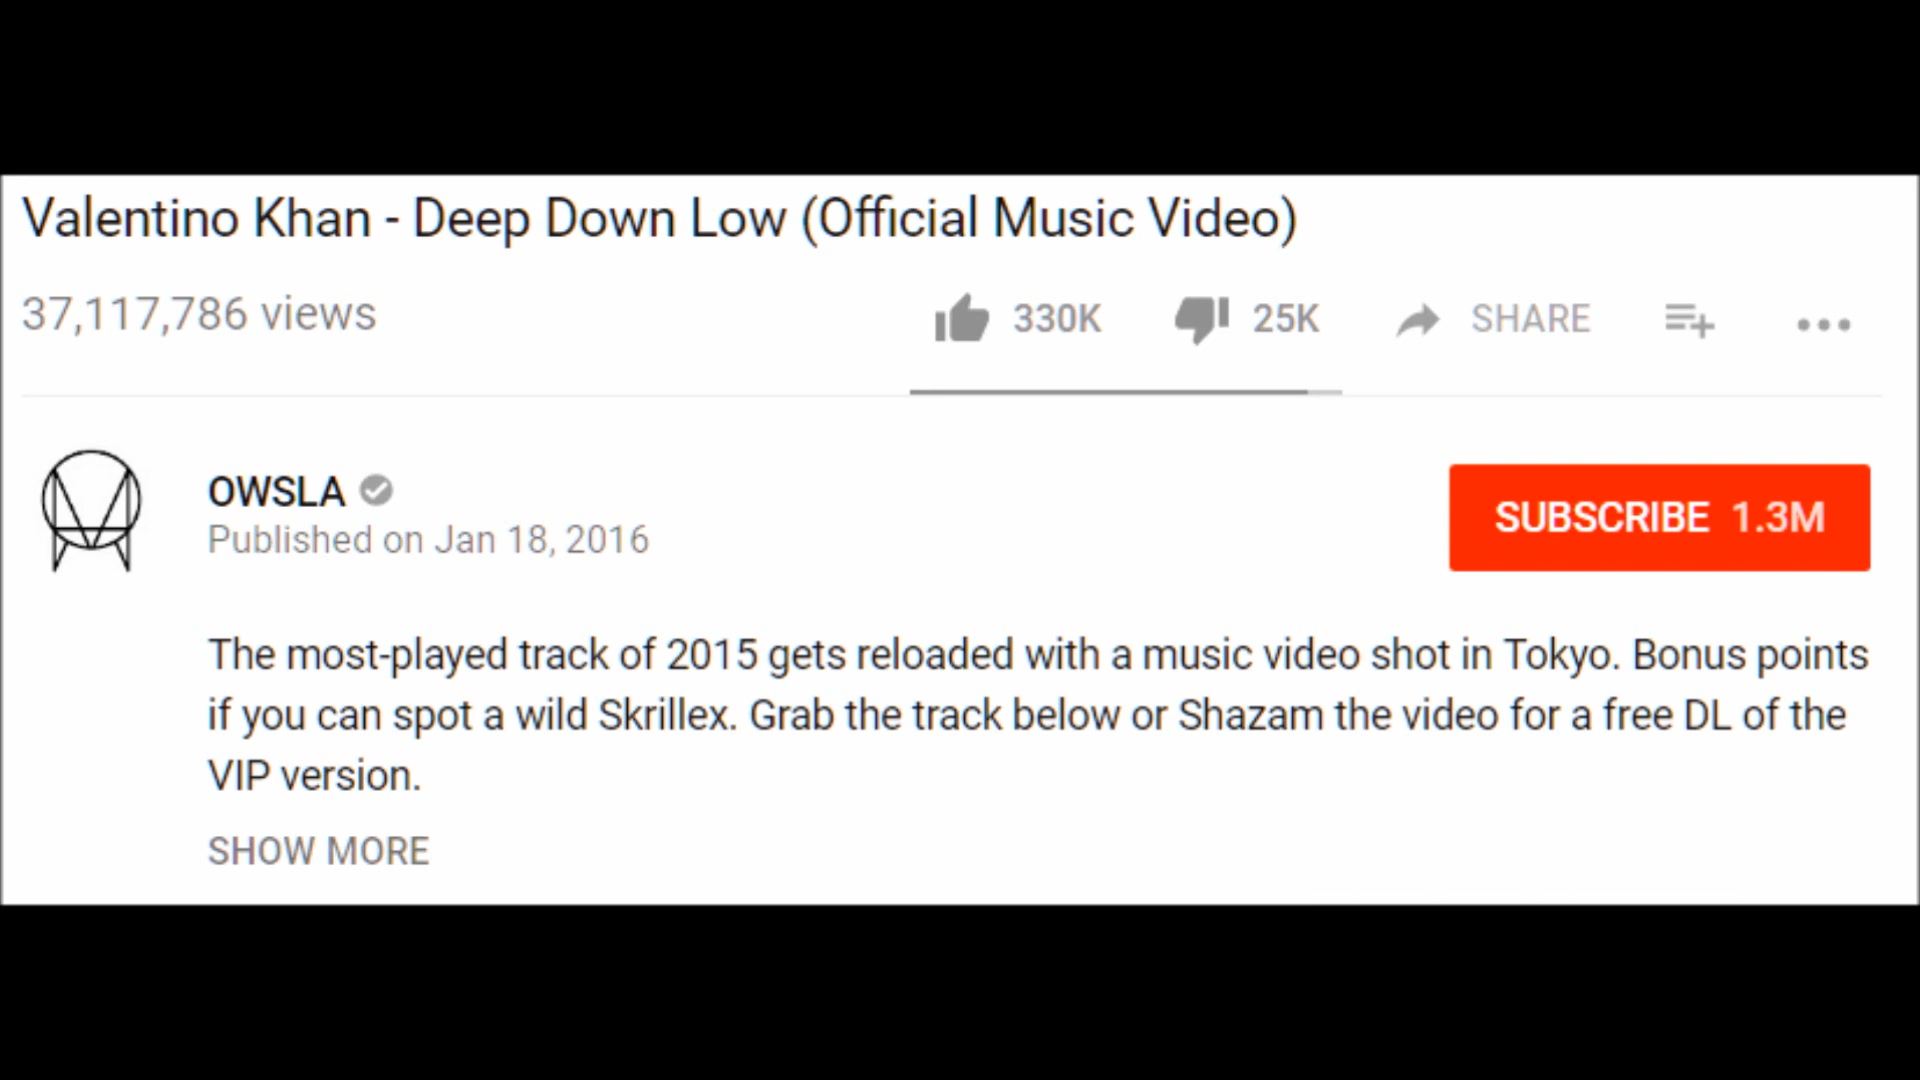 Valentino Khan - Deep Down Low (Official Music Video)
37,117,786 views
330K
25K
SHARE
OWSLA
Published on Jan 18, 2016
SUBSCRIBE 1.3M
The most-played track of 2015 gets reloaded with a music video shot in Tokyo. Bonus points
if you can spot a wild Skrillex. Grab the track below or Shazam the video for a free DL of the
VIP version.
SHOW MORE